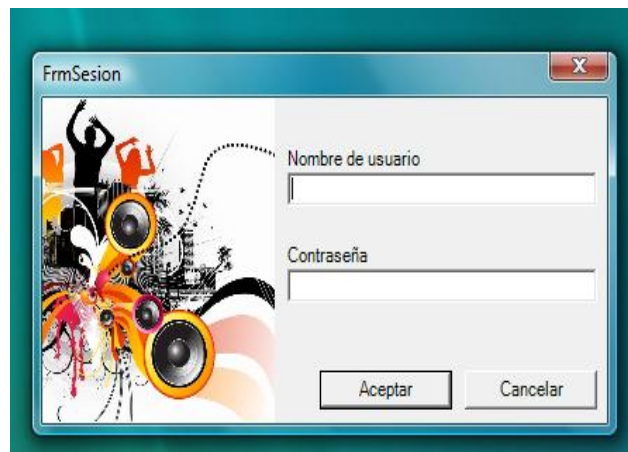 FrmSesion
X
Nombre de usuario
Contraseña
Aceptar
Cancelar